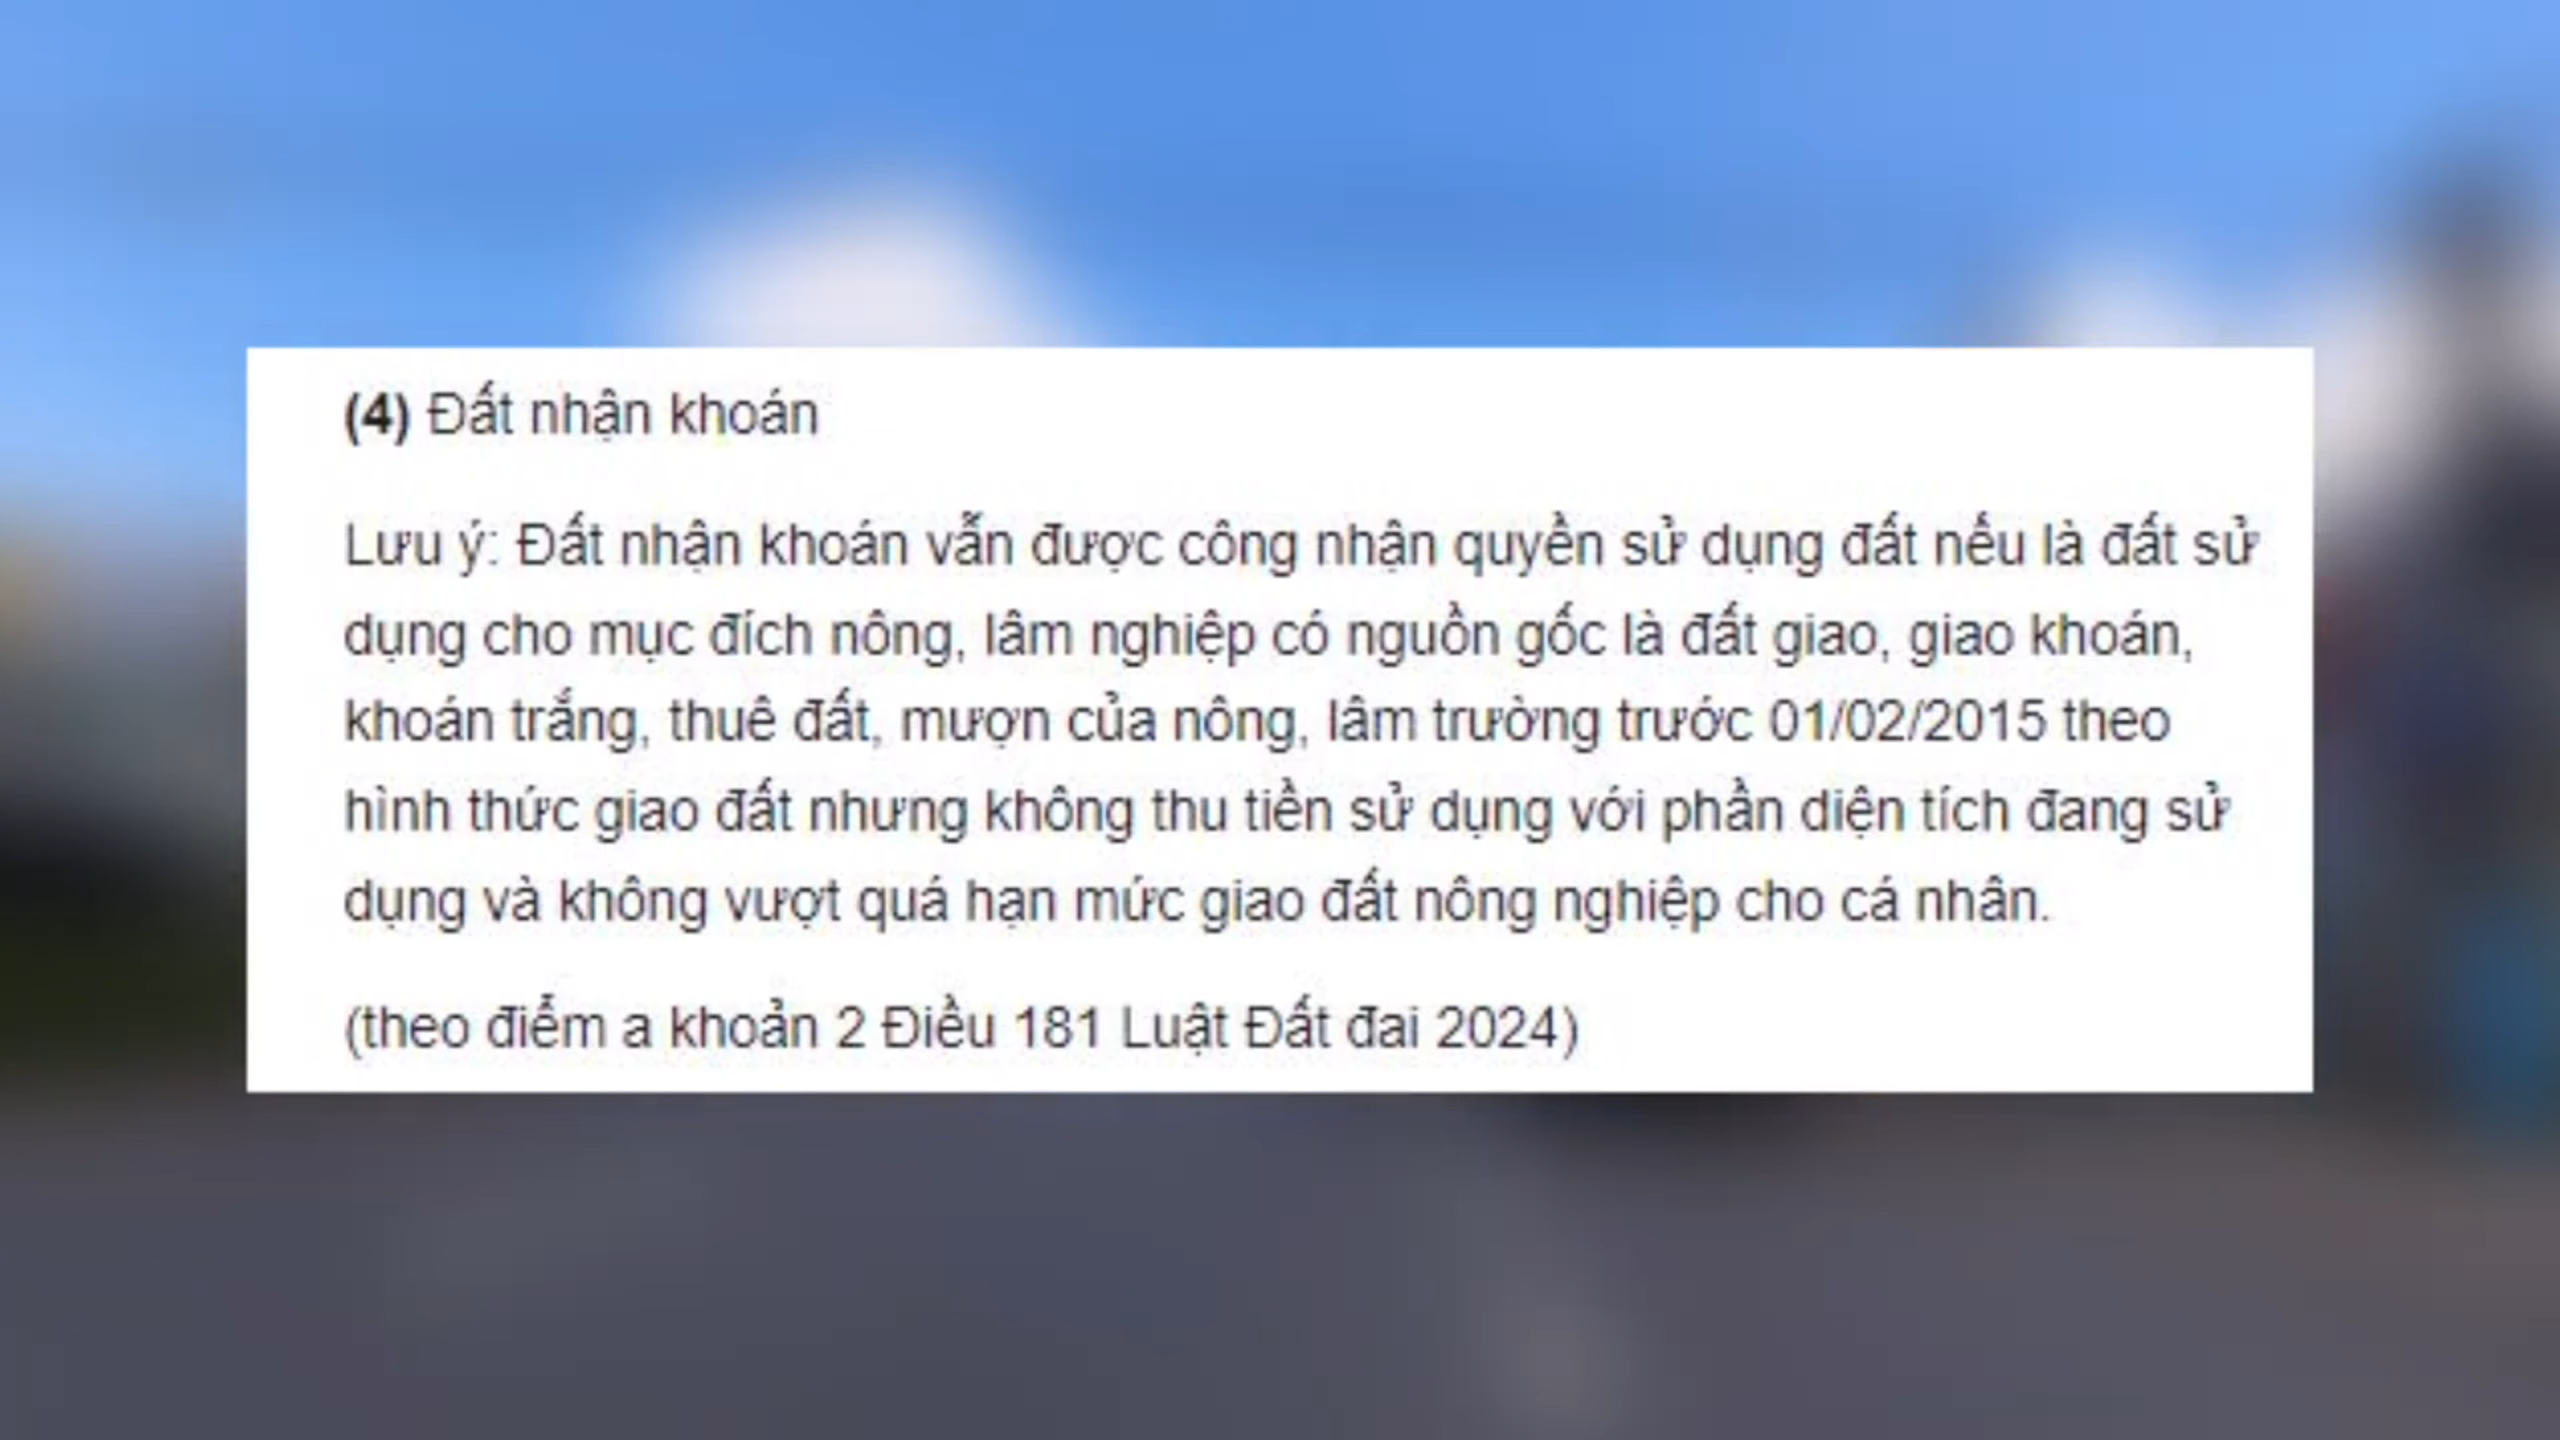 (4) Đất nhận khoán
Lưu ý: Đất nhận khoán vẫn được công nhận quyền sử dụng đất nếu là đất sử
dụng cho mục đích nông, lâm nghiệp có nguồn gốc là đất giao, giao khoán,
khoán trắng, thuê đất, mượn của nông, lâm trường trước 01/02/2015 theo
hình thức giao đất nhưng không thu tiền sử dụng với phần diện tích đang sử
dụng và không vượt quá hạn mức giao đất nông nghiệp cho cá nhân.
(theo điểm a khoản 2 Điều 181 Luật Đất đai 2024)